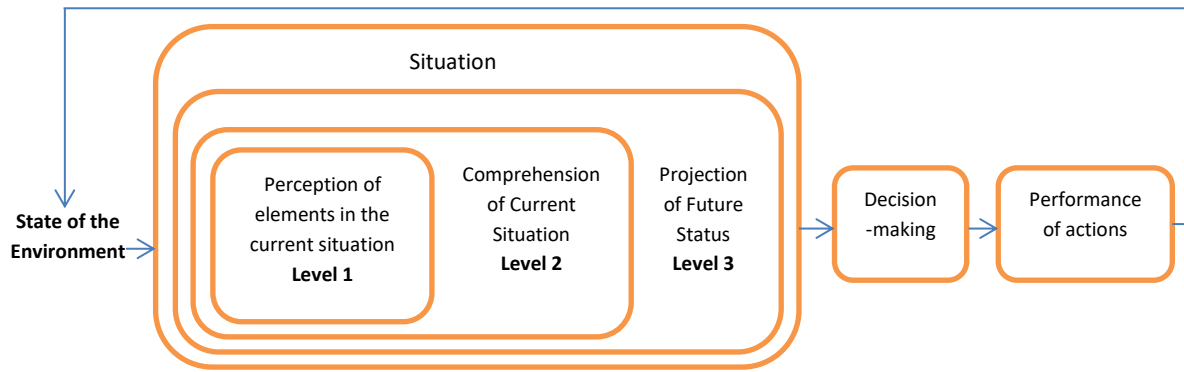 Situation
State of the
Environment
Perception of
elements in the
current situation
Level 1
Comprehension
of Current
Situation
Level 2
Projection
of Future
Status
Level 3
Decision
-making
Performance
of actions